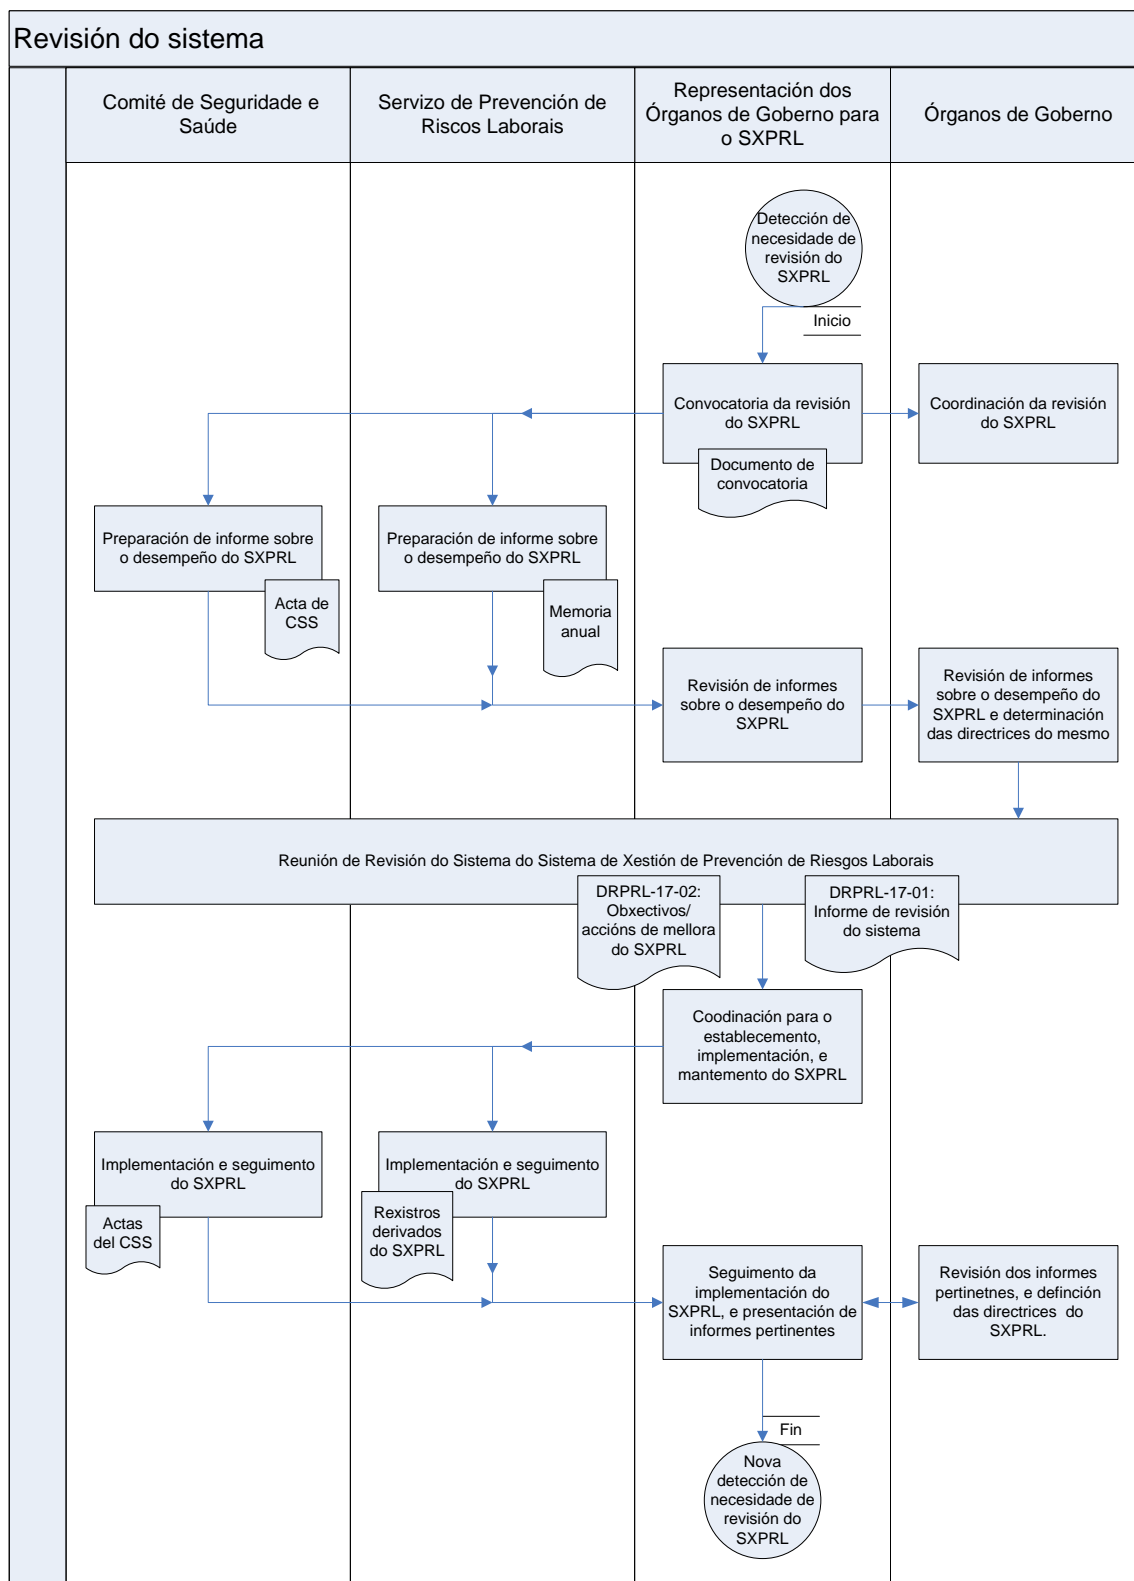 Revisión do sistema
Comité de Seguridade e
Saúde
Servizo de Prevención de
Riscos Laborais
Representación dos
Órganos de Goberno para
o SXPRL
Órganos de Goberno
Detección de
necesidade de
revisión do
SXPRL
Inicio
Convocatoria da revisión
do SXPRL
Coordinación da revisión
do SXPRL
Documento de
convocatoria
Preparación de informe sobre
o desempeño do SXPRL
Preparación de informe sobre
o desempeño do SXPRL
Acta de
CSS
Memoria
anual
Revisión de informes
sobre o desempeño do
SXPRL
Revisión de informes
sobre o desempeño do
SXPRL e determinación
das directrices do mesmo
Reunión de Revisión do Sistema do Sistema de Xestión de Prevención de Riesgos Laborais
DRPRL-17-02:
Obxectivos/
accións de mellora
do SXPRL
DRPRL-17-01:
Informe de revisión
do sistema
Coodinación para o
establecemento,
implementación, e
mantemento do SXPRL
Implementación e seguimento
do SXPRL
Implementación e seguimento
do SXPRL
Actas
del CSS
Rexistros
derivados
do SXPRL
Seguimento da
implementación do
SXPRL, e presentación de
informes pertinentes
Revisión dos informes
pertinetnes, e definción
das directrices do
SXPRL.
Fin
Nova
detección de
necesidade de
revisión do
SXPRL